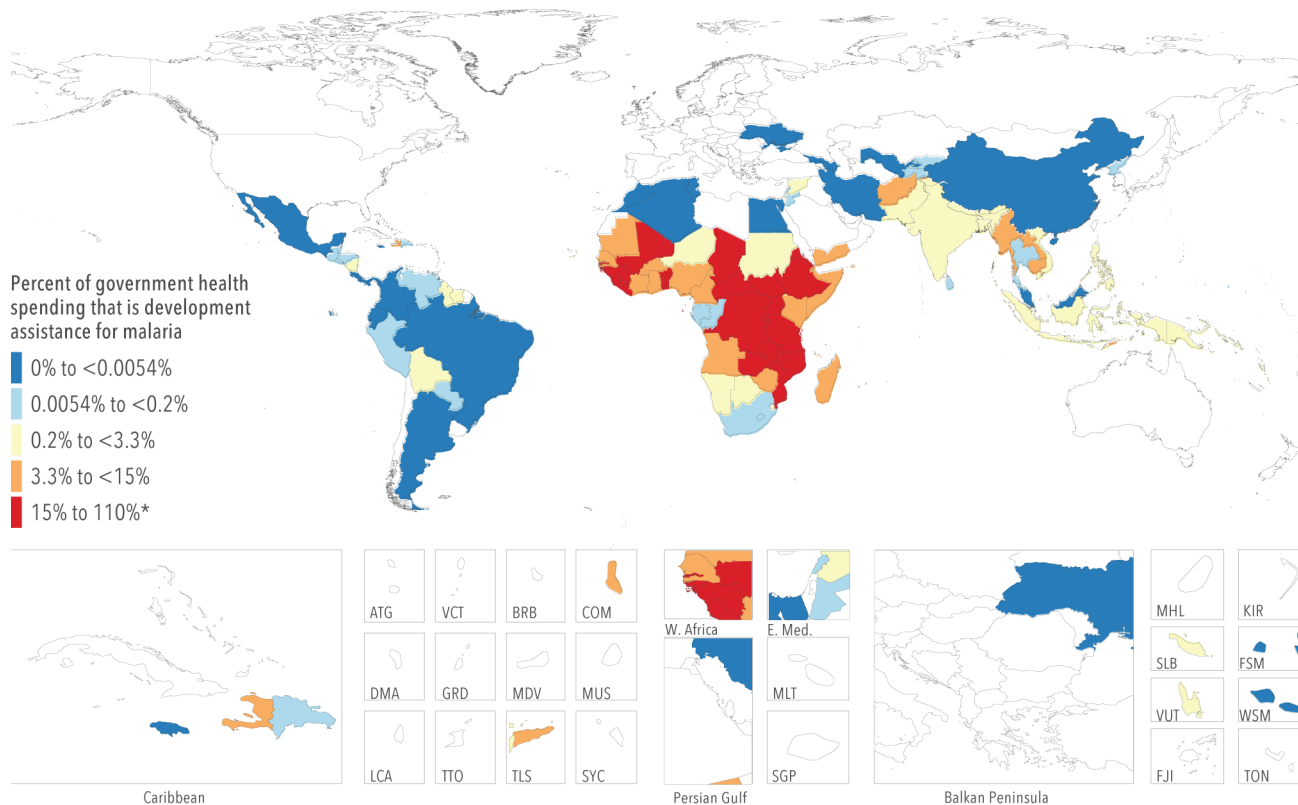 Percent of government health
spending that is development
assistance for malaria
0% to <0.0054%
0.0054% to <0.2%
0.2% to <3.3%
3.3% to <15%
15% to 110%*
Caribbean
ATG
VCT
BRB
COM
DMA
GRD
MDV
MUS
LCA
TTO
TLS
SYC
W. Africa
E. Med.
Persian Gulf
MLT
SGP
Balkan Peninsula
MHL
KIR
SLB
FSM
VUT
WSM
FJI
TON